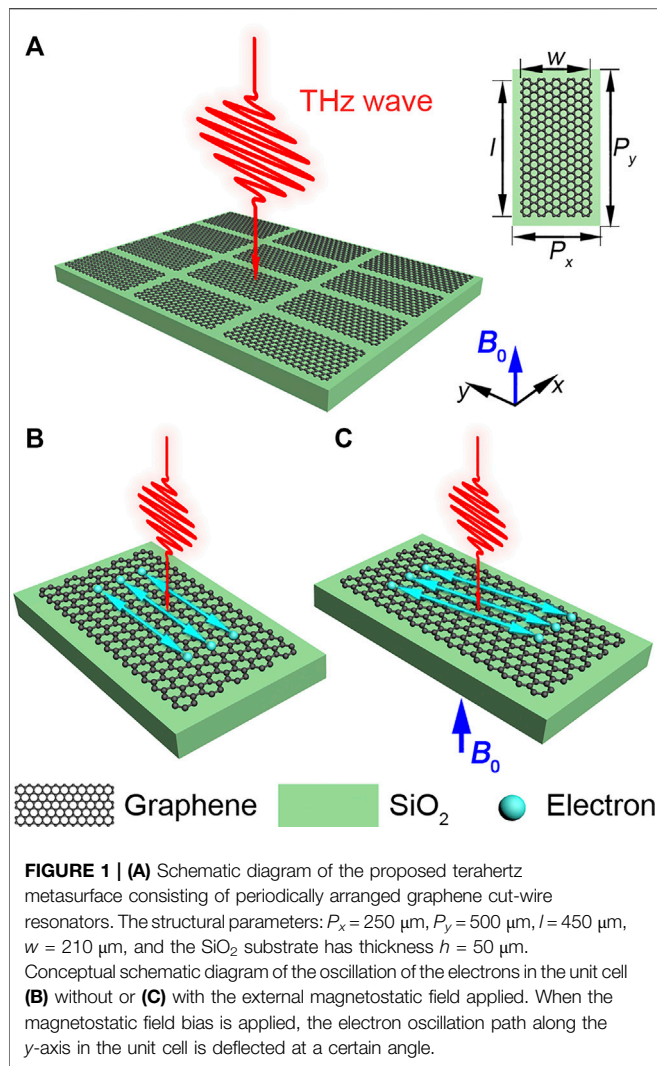 A
THz wave
w
l
P_y
P_x
B_0
y
x
B
C
B_0
Graphene
SiO_2
Electron
FIGURE 1 | (A) Schematic diagram of the proposed terahertz
metasurface consisting of periodically arranged graphene cut-wire
resonators. The structural parameters: P_x = 250 μm, P_y = 500 μm, l = 450 μm,
w = 210 μm, and the SiO_2 substrate has thickness h = 50 μm.
Conceptual schematic diagram of the oscillation of the electrons in the unit cell
(B) without or (C) with the external magnetostatic field applied. When the
magnetostatic field bias is applied, the electron oscillation path along the
y-axis in the unit cell is deflected at a certain angle.